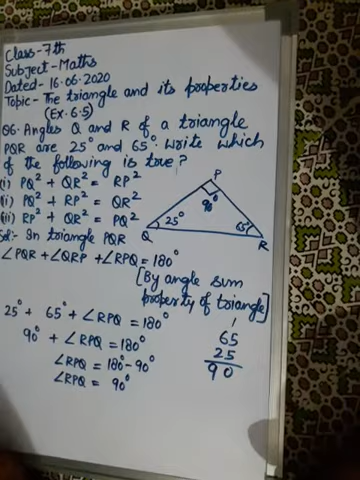 Class-7th
Subject-Maths
Dated-16.06.2020
Topic-The triangle and its properties
(Ex.6.5)
Q6.Angles Q and R of a triangle
PQR are 25° and 65°. Write which
of the following is true?
(i) PQ² + QR² = RP²
(ii) PQ² + RP² = QR²
(iii) RP² + QR² = PQ²
P
90°
25°
65°
Q
R
Sol:- In triangle PQR
∠PQR + ∠QRP + ∠RPQ = 180°
[By angle sum
property of triangle]
25° + 65° + ∠RPQ = 180°
90° + ∠RPQ = 180°
∠RPQ = 180° - 90°
∠RPQ = 90°
1
65
25
90